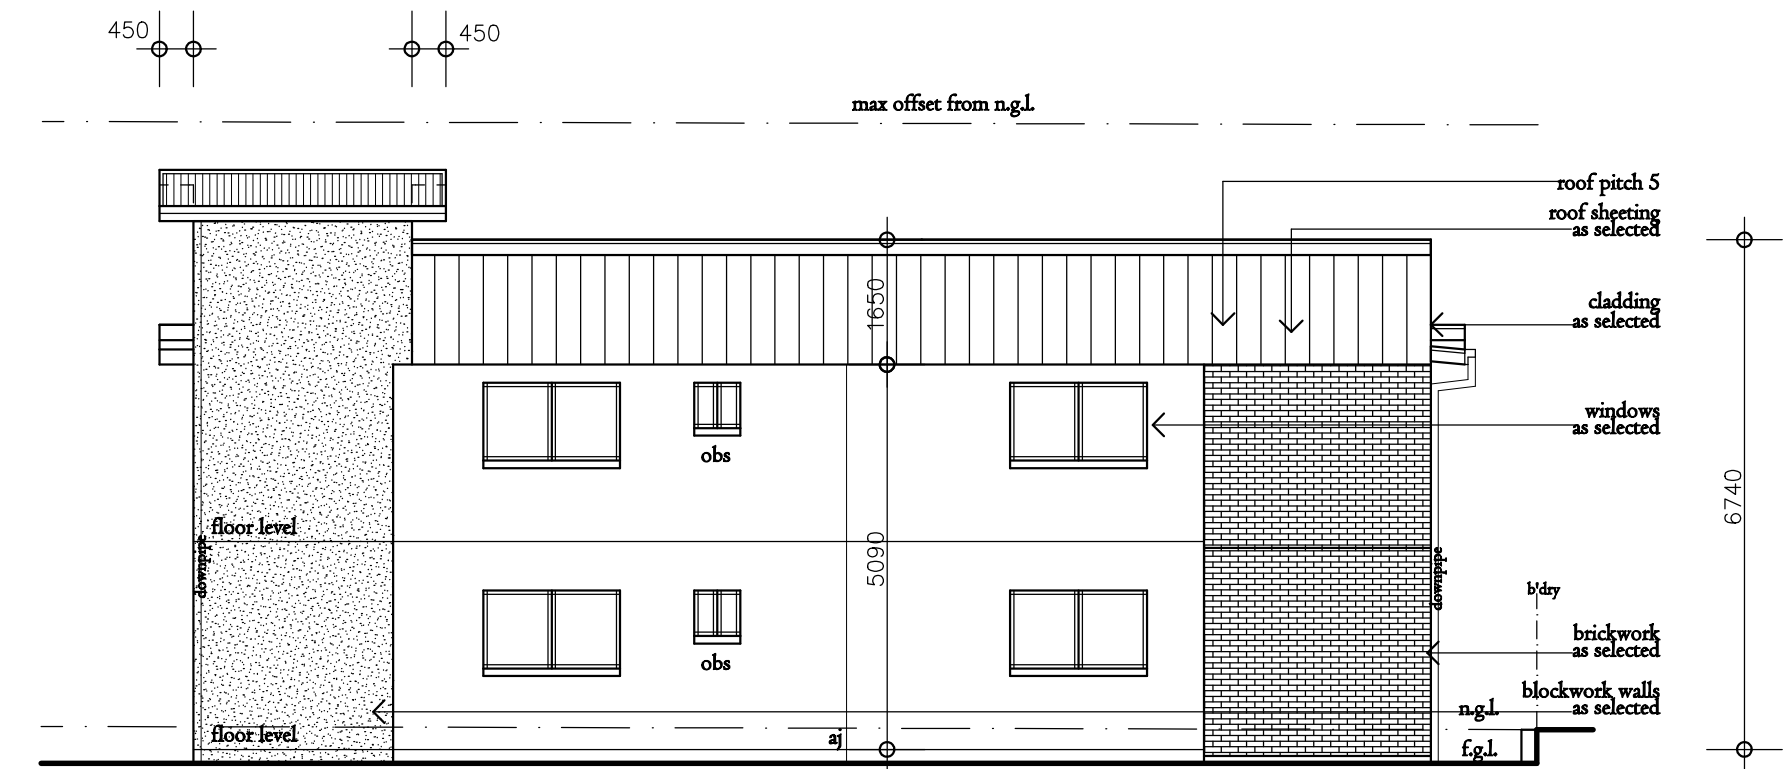 450
450
max offset from n.g.l.
roof pitch 5
roof sheeting
as selected
1650
cladding
as selected
windows
as selected
obs
6740
floor level
downpipe
5090
downpipe
b'dry
obs
brickwork
as selected
blockwork walls
as selected
n.g.l.
floor level
aj
f.g.l.